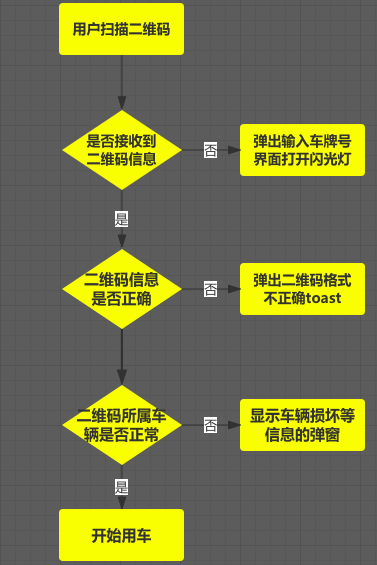 用户扫描二维码
是否接收到
二维码信息
否
弹出输入车牌号
界面打开闪光灯
是
二维码信息
是否正确
否
弹出二维码格式
不正确toast
二维码所属车
辆是否正常
否
显示车辆损坏等
信息的弹窗
是
开始用车